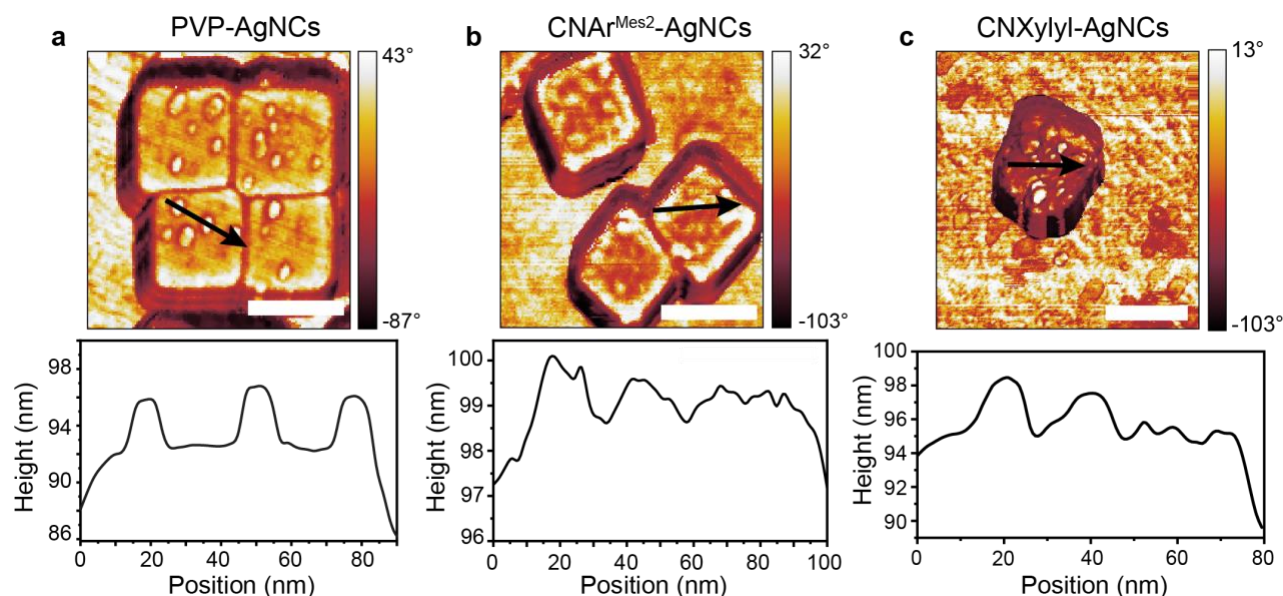 a PVP-AgNCs
43°
-87°
b CNAr^Mes2-AgNCs
32°
-103°
c CNXylyl-AgNCs
13°
-103°
Height (nm)
98
96
93
90
86
0 20 40 60 80
Position (nm)
Height (nm)
100
99
98
97
96
0 20 40 60 80 100
Position (nm)
Height (nm)
100
98
96
94
92
90
0 20 40 60 80
Position (nm)